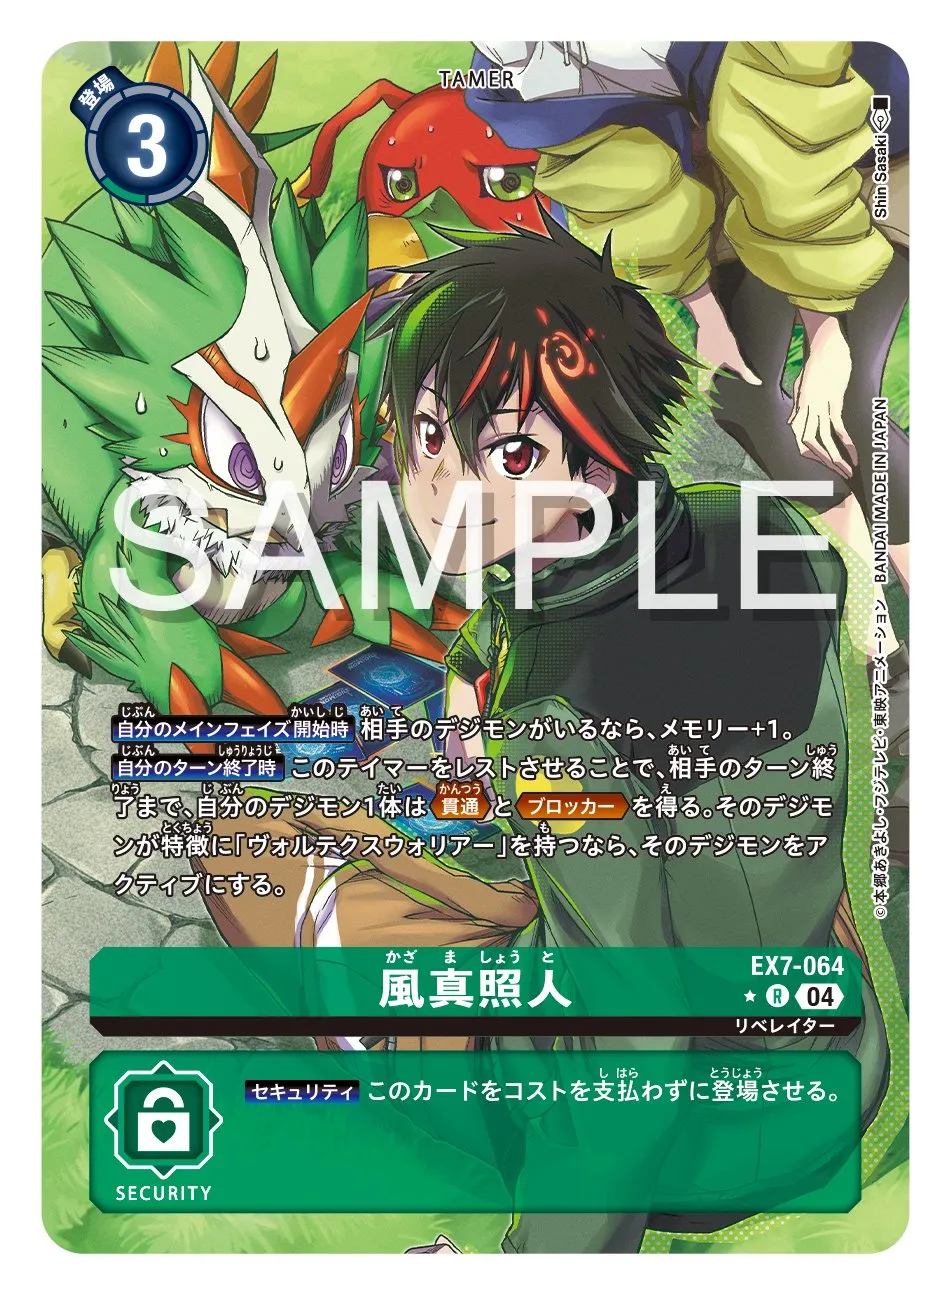 TAMER
登場
3
Shin Sasaki
SAMPLE
自分のメインフェイズ開始時 相手のデジモンがいるなら、メモリー+1。
自分のターン終了時 このテイマーをレストさせることで、相手のターン終
了まで、自分のデジモン1体は 貫通 と ブロッカー を得る。そのデジモ
ンが特徴に「ヴォルテクスウォリアー」を持つなら、そのデジモンをア
クティブにする。
©本郷あきよし・フジテレビ・東映アニメーション BANDAI MADE IN JAPAN
かざ ま しょう と
風真照人
EX7-064
R 04
リベレイター
セキュリティ このカードをコストを支払わずに登場させる。
SECURITY